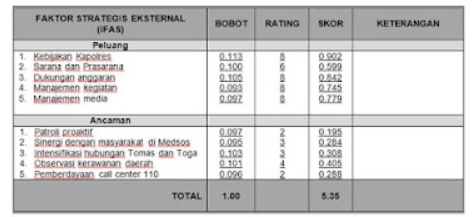 FAKTOR STRATEGIS EKSTERNAL (IFAS) BOBOT RATING SKOR KETERANGAN
Peluang
1. Kebijakan Kapolres 0.113 8 0.902
2. Sarana dan Prasarana 0.100 6 0.599
3. Dukungan anggaran 0.105 8 0.842
4. Manajemen kegiatan 0.093 8 0.745
5. Manajemen media 0.097 8 0.779
Ancaman
1. Patroli proaktif 0.097 2 0.195
2. Sinergi dengan masyarakat di Medsos 0.095 3 0.284
3. Intensifikasi hubungan Tomas dan Toga 0.103 3 0.308
4. Observasi kerawanan daerah 0.101 4 0.405
5. Pemberdayaan call center 110 0.096 2 0.288
TOTAL 1.00 5.35